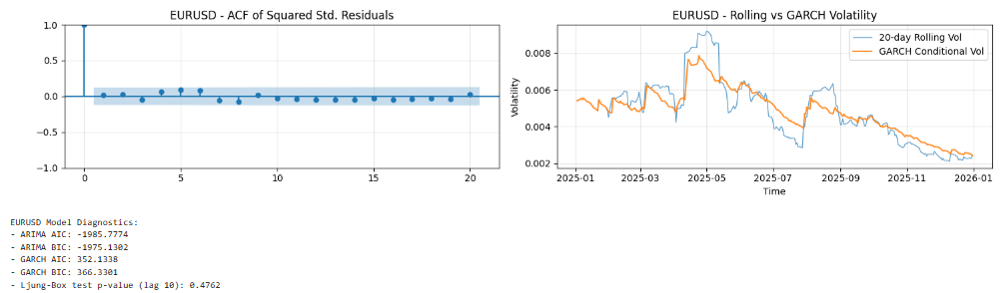 EURUSD - ACF of Squared Std. Residuals
1.0
0.5
0.0
−0.5
−1.0
0
5
10
15
20
EURUSD - Rolling vs GARCH Volatility
20-day Rolling Vol
GARCH Conditional Vol
Volatility
0.008
0.006
0.004
0.002
2025-01
2025-03
2025-05
2025-07
2025-09
2025-11
2026-01
Time
EURUSD Model Diagnostics:
- ARIMA AIC: -1985.7774
- ARIMA BIC: -1975.1302
- GARCH AIC: 352.1338
- GARCH BIC: 366.3301
- Ljung-Box test p-value (lag 10): 0.4762